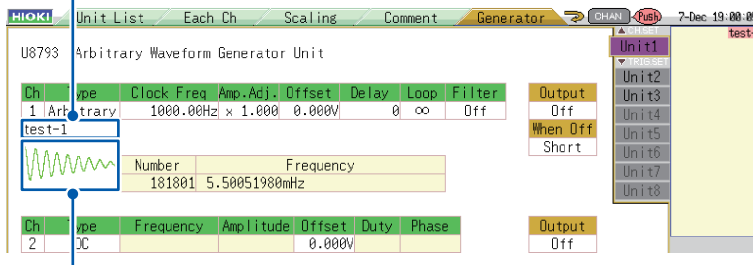 HIOKI Unit List Each Ch Scaling Comment Generator CHAN Push 7-Dec 19:00:0
▲CH.SET test-
U8793 Arbitrary Waveform Generator Unit Unit1
▼TRIG.SET
Unit2
Ch Type Clock Freq Amp.Adj. Offset Delay Loop Filter Output Unit3
1 Arbitrary 1000.00Hz x 1.000 0.000V 0 ∞ Off Off Unit4
test-1 When Off Unit5
Short Unit6
Number Frequency Unit7
181801 5.50051980mHz Unit8
Ch Type Frequency Amplitude Offset Duty Phase Output
2 DC 0.000V Off